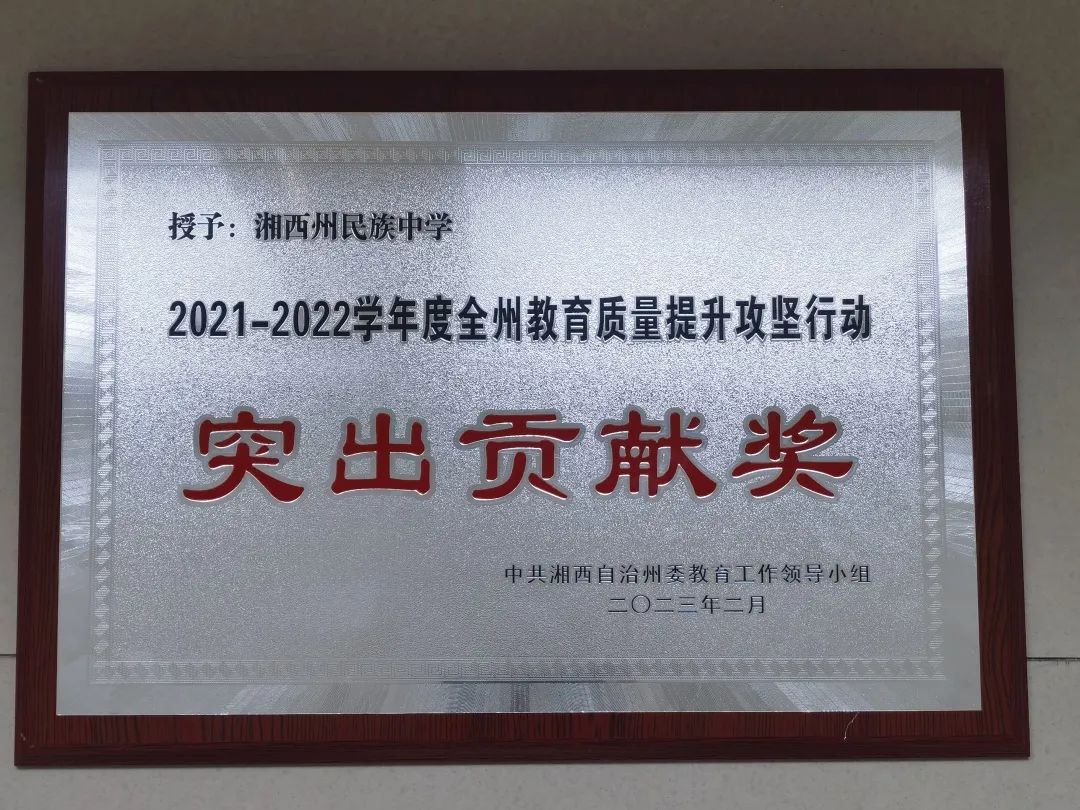 授予：湘西州民族中学
2021-2022学年度全州教育质量提升攻坚行动
突出贡献奖
中共湘西自治州委教育工作领导小组
二〇二三年二月